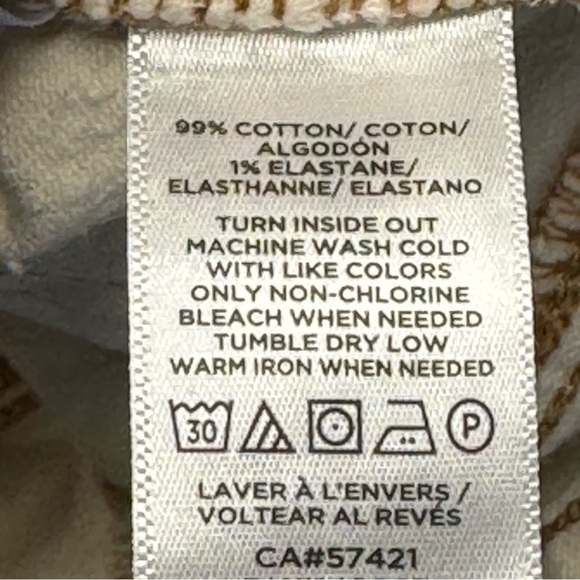 99% COTTON/ COTON/
ALGODÓN
1% ELASTANE/
ELASTHANNE/ ELASTANO
TURN INSIDE OUT
MACHINE WASH COLD
WITH LIKE COLORS
ONLY NON-CHLORINE
BLEACH WHEN NEEDED
TUMBLE DRY LOW
WARM IRON WHEN NEEDED
30 P
LAVER À L'ENVERS /
VOLTEAR AL REVÉS
CA#57421